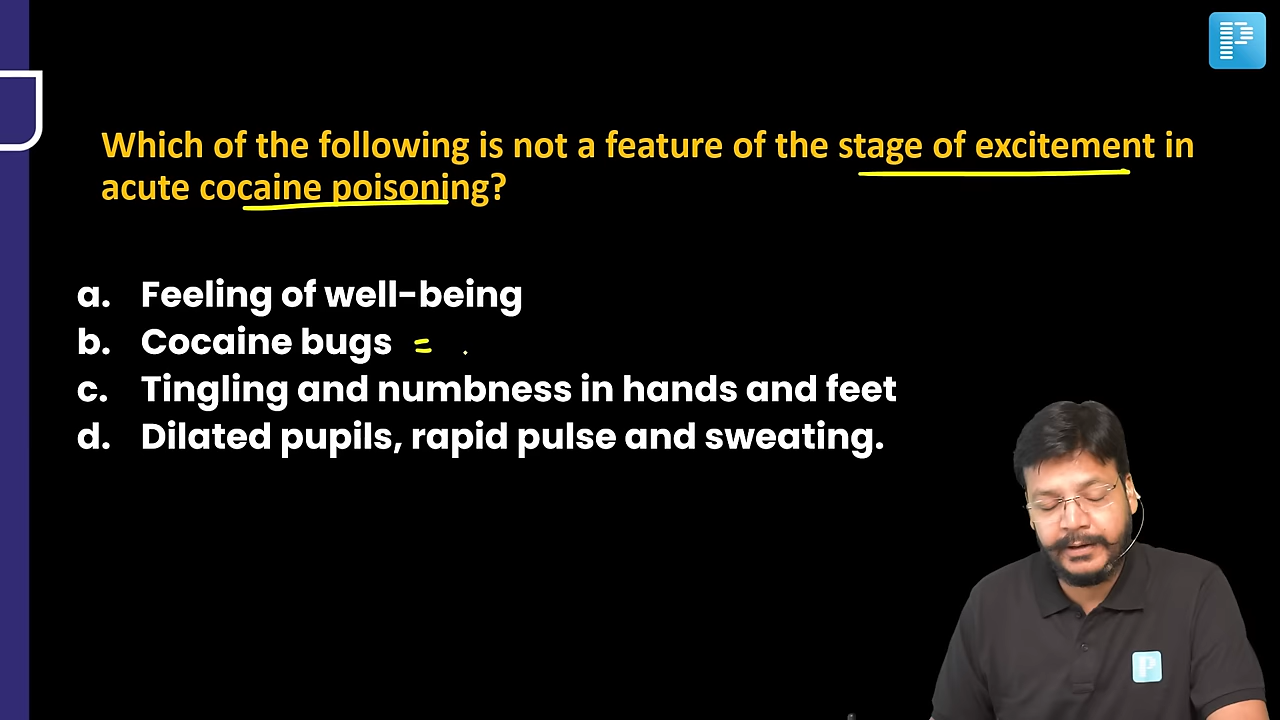 Which of the following is not a feature of the stage of excitement in
acute cocaine poisoning?
a. Feeling of well-being
b. Cocaine bugs =
c. Tingling and numbness in hands and feet
d. Dilated pupils, rapid pulse and sweating.